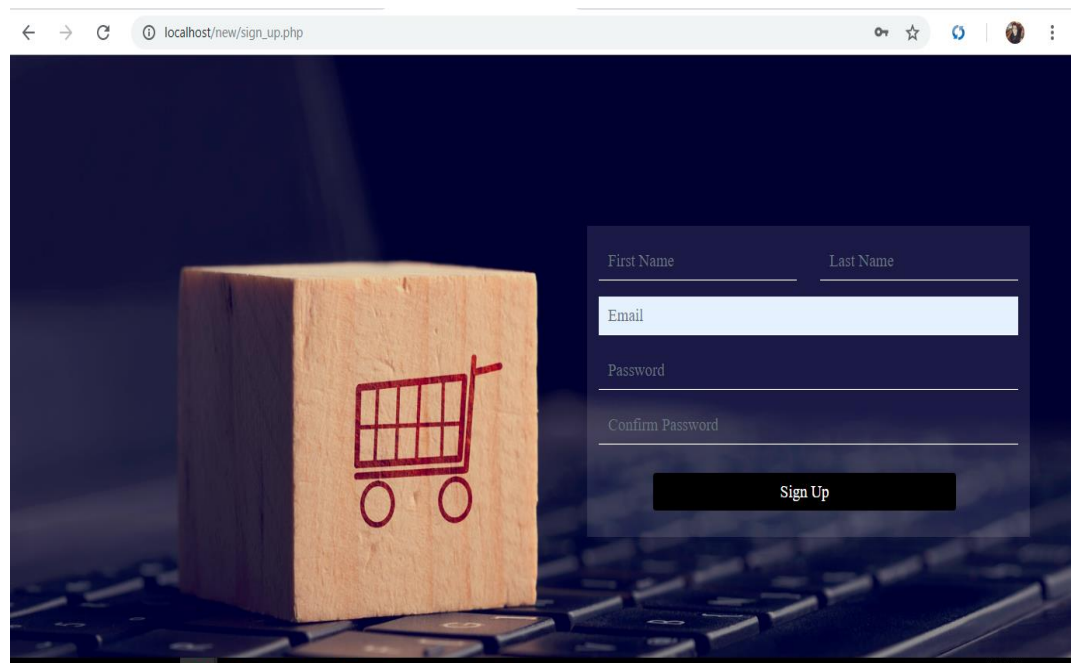 localhost/new/sign_up.php
First Name Last Name
Email
Password
Confirm Password
Sign Up